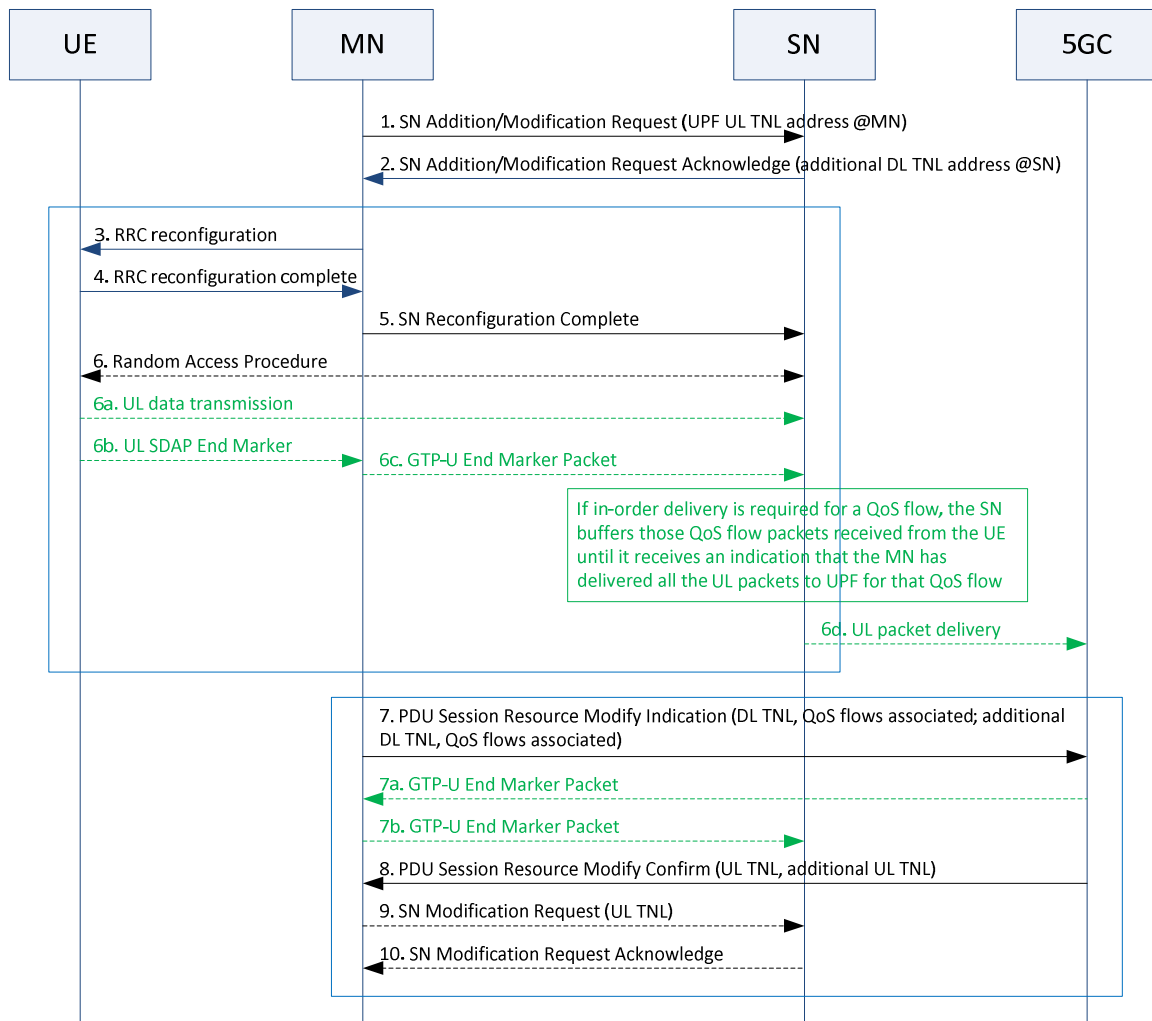 UE
MN
SN
5GC
1. SN Addition/Modification Request (UPF UL TNL address @MN)
2. SN Addition/Modification Request Acknowledge (additional DL TNL address @SN)
3. RRC reconfiguration
4. RRC reconfiguration complete
5. SN Reconfiguration Complete
6. Random Access Procedure
6a. UL data transmission
6b. UL SDAP End Marker
6c. GTP-U End Marker Packet
If in-order delivery is required for a QoS flow, the SN
buffers those QoS flow packets received from the UE
until it receives an indication that the MN has
delivered all the UL packets to UPF for that QoS flow
6d. UL packet delivery
7. PDU Session Resource Modify Indication (DL TNL, QoS flows associated; additional
DL TNL, QoS flows associated)
7a. GTP-U End Marker Packet
7b. GTP-U End Marker Packet
8. PDU Session Resource Modify Confirm (UL TNL, additional UL TNL)
9. SN Modification Request (UL TNL)
10. SN Modification Request Acknowledge